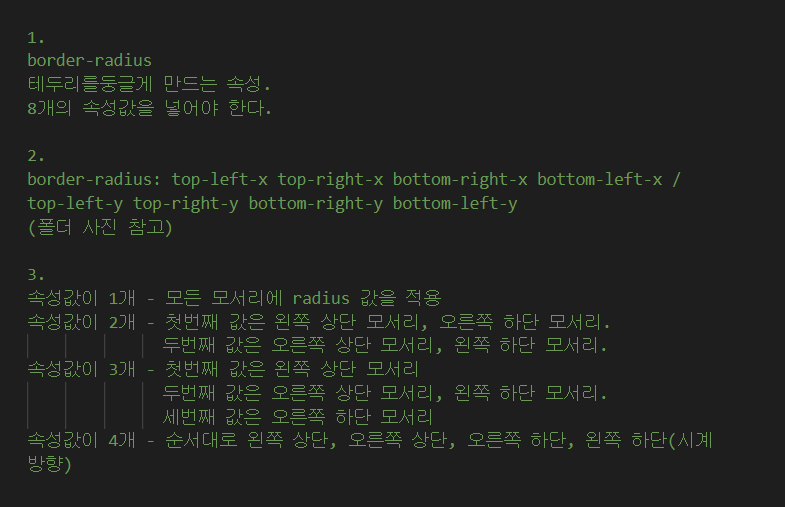 1.
border-radius
테두리를둥글게 만드는 속성.
8개의 속성값을 넣어야 한다.
2.
border-radius: top-left-x top-right-x bottom-right-x bottom-left-x /
top-left-y top-right-y bottom-right-y bottom-left-y
(폴더 사진 참고)
3.
속성값이 1개 - 모든 모서리에 radius 값을 적용
속성값이 2개 - 첫번째 값은 왼쪽 상단 모서리, 오른쪽 하단 모서리.
두번째 값은 오른쪽 상단 모서리, 왼쪽 하단 모서리.
속성값이 3개 - 첫번째 값은 왼쪽 상단 모서리
두번째 값은 오른쪽 상단 모서리, 왼쪽 하단 모서리.
세번째 값은 오른쪽 하단 모서리
속성값이 4개 - 순서대로 왼쪽 상단, 오른쪽 상단, 오른쪽 하단, 왼쪽 하단(시계
방향)